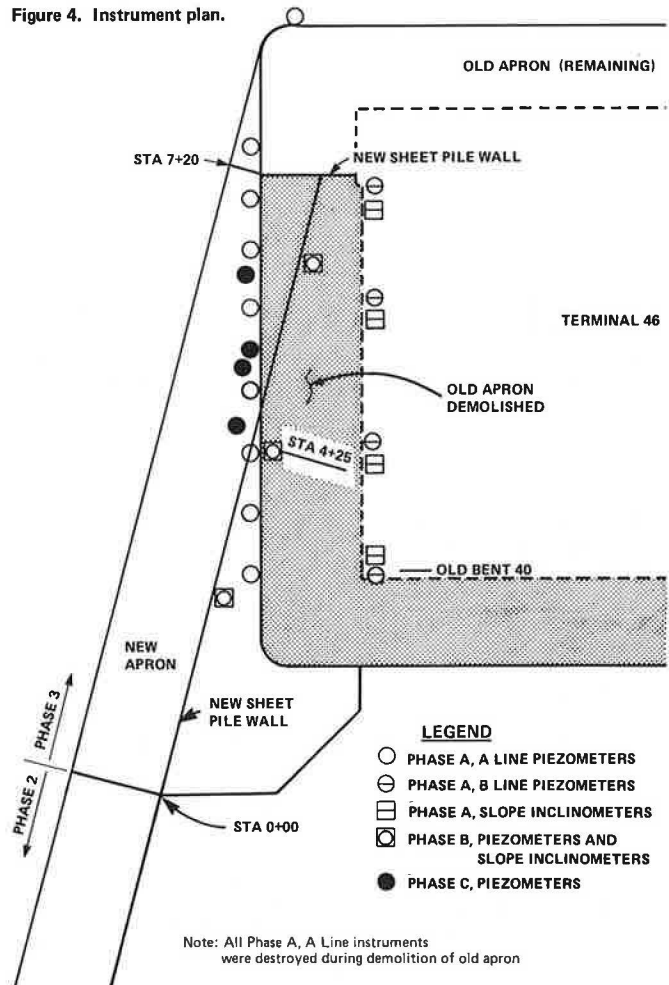 Figure 4. Instrument plan.
OLD APRON (REMAINING)
STA 7+20
NEW SHEET PILE WALL
TERMINAL 46
OLD APRON
DEMOLISHED
STA 4+25
OLD BENT 40
NEW
APRON
NEW SHEET
PILE WALL
PHASE 3
PHASE 2
STA 0+00
LEGEND
PHASE A, A LINE PIEZOMETERS
PHASE A, B LINE PIEZOMETERS
PHASE A, SLOPE INCLINOMETERS
PHASE B, PIEZOMETERS AND
SLOPE INCLINOMETERS
PHASE C, PIEZOMETERS
Note: All Phase A, A Line instruments
were destroyed during demolition of old apron